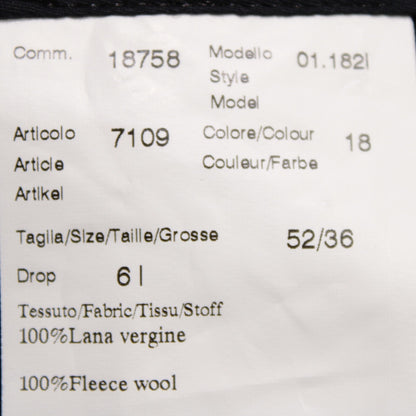 Comm. 18758 Modello 01.182I
Style
Model
Articolo 7109 Colore/Colour 18
Article Couleur/Farbe
Artikel
Taglia/Size/Taille/Grosse 52/36
Drop 6 I
Tessuto/Fabric/Tissu/Stoff
100%Lana vergine
100%Fleece wool